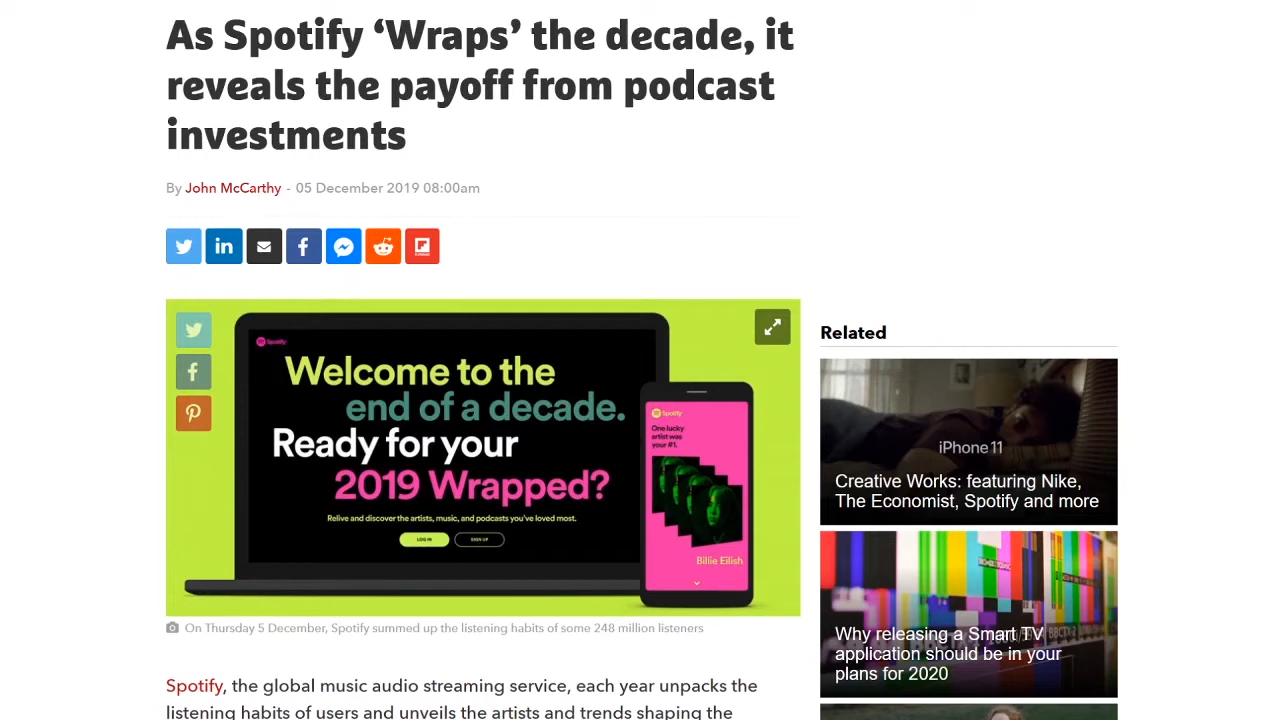 As Spotify ‘Wraps’ the decade, it
reveals the payoff from podcast
investments
By John McCarthy - 05 December 2019 08:00am
Spotify
Welcome to the
end of a decade.
Ready for your
2019 Wrapped?
Relive and discover the artists, music, and podcasts you've loved most.
LOG IN
SIGN UP
Spotify
One lucky
artist was
your #1.
Billie Eilish
On Thursday 5 December, Spotify summed up the listening habits of some 248 million listeners
Spotify, the global music audio streaming service, each year unpacks the
listening habits of users and unveils the artists and trends shaping the
Related
iPhone 11
Creative Works: featuring Nike,
The Economist, Spotify and more
Why releasing a Smart TV
application should be in your
plans for 2020